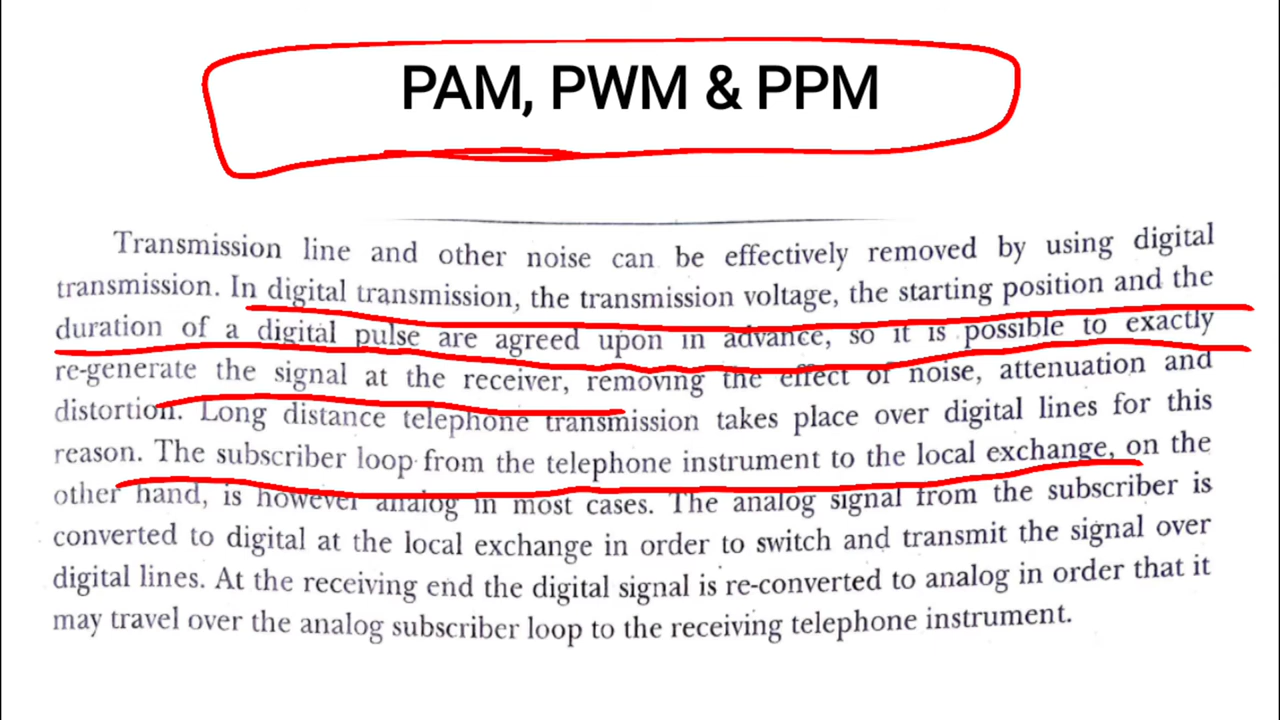 PAM, PWM & PPM
Transmission line and other noise can be effectively removed by using digital
transmission. In digital transmission, the transmission voltage, the starting position and the
duration of a digital pulse are agreed upon in advance, so it is possible to exactly
re-generate the signal at the receiver, removing the effect of noise, attenuation and
distortion. Long distance telephone transmission takes place over digital lines for this
reason. The subscriber loop from the telephone instrument to the local exchange, on the
other hand, is however analog in most cases. The analog signal from the subscriber is
converted to digital at the local exchange in order to switch and transmit the signal over
digital lines. At the receiving end the digital signal is re-converted to analog in order that it
may travel over the analog subscriber loop to the receiving telephone instrument.